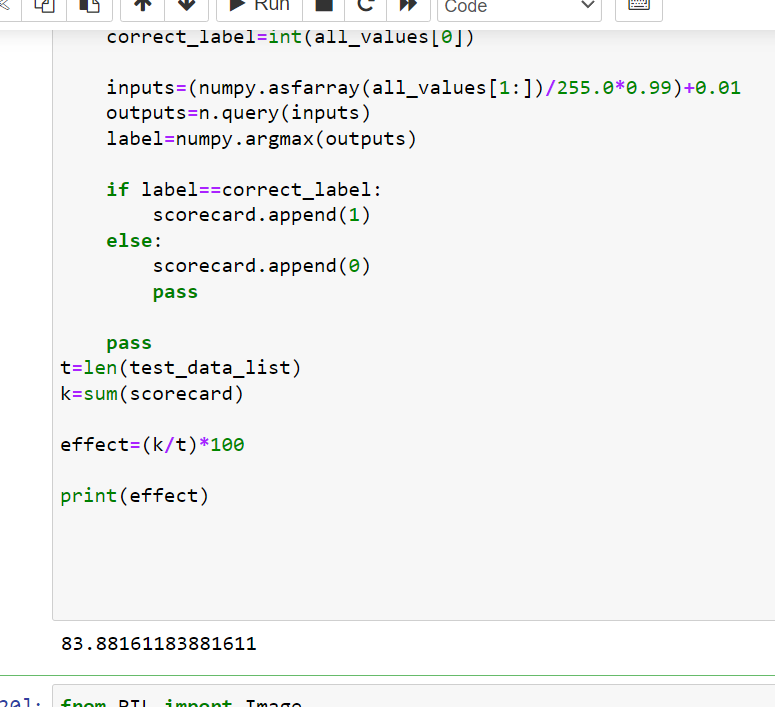 Run Code
correct_label=int(all_values[0])
inputs=(numpy.asfarray(all_values[1:])/255.0*0.99)+0.01
outputs=n.query(inputs)
label=numpy.argmax(outputs)
if label==correct_label:
scorecard.append(1)
else:
scorecard.append(0)
pass
pass
t=len(test_data_list)
k=sum(scorecard)
effect=(k/t)*100
print(effect)
83.88161183881611
20]: from PIL import Image